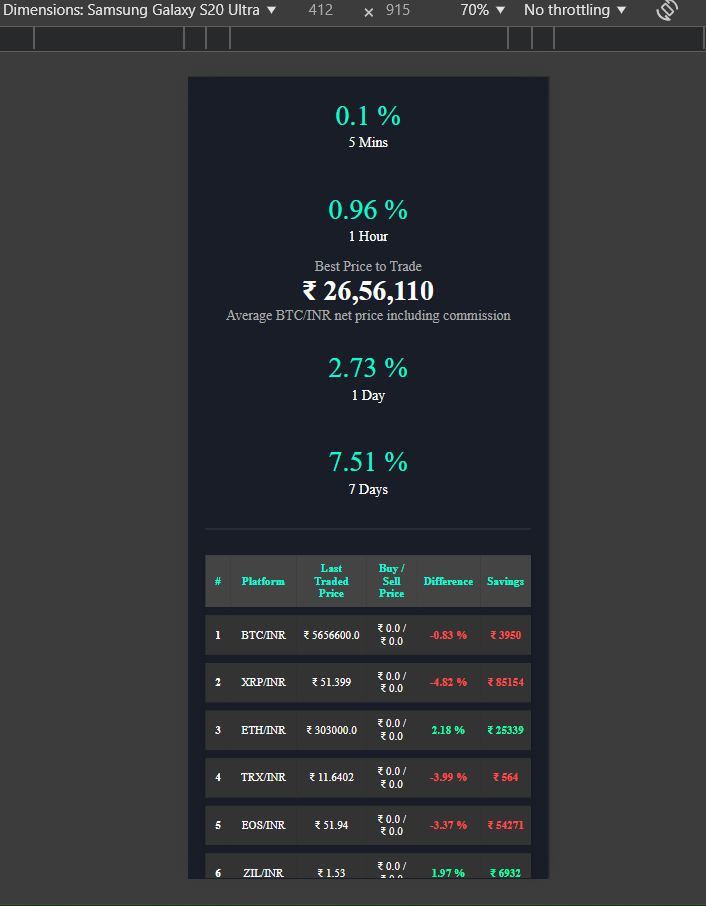 Dimensions: Samsung Galaxy S20 Ultra ▼ 412 × 915 70% ▼ No throttling ▼
0.1 %
5 Mins
0.96 %
1 Hour
Best Price to Trade
₹ 26,56,110
Average BTC/INR net price including commission
2.73 %
1 Day
7.51 %
7 Days
# Platform Last Traded Price Buy / Sell Price Difference Savings
1 BTC/INR ₹ 5656600.0 ₹ 0.0 / ₹ 0.0 -0.83 % ₹ 3950
2 XRP/INR ₹ 51.399 ₹ 0.0 / ₹ 0.0 -4.82 % ₹ 85154
3 ETH/INR ₹ 303000.0 ₹ 0.0 / ₹ 0.0 2.18 % ₹ 25339
4 TRX/INR ₹ 11.6402 ₹ 0.0 / ₹ 0.0 -3.99 % ₹ 564
5 EOS/INR ₹ 51.94 ₹ 0.0 / ₹ 0.0 -3.37 % ₹ 54271
6 ZIL/INR ₹ 1.53 ₹ 0.0 / ₹ 0.0 1.97 % ₹ 6932